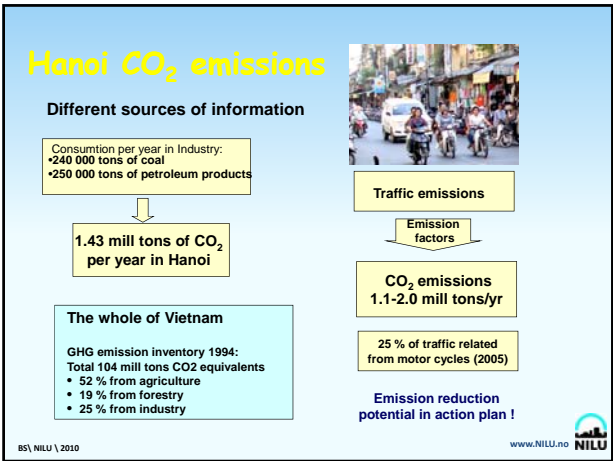 Hanoi CO2 emissions
Different sources of information
Consumtion per year in Industry:
•240 000 tons of coal
•250 000 tons of petroleum products
1.43 mill tons of CO2
per year in Hanoi
The whole of Vietnam
GHG emission inventory 1994:
Total 104 mill tons CO2 equivalents
• 52 % from agriculture
• 19 % from forestry
• 25 % from industry
Traffic emissions
Emission
factors
CO2 emissions
1.1-2.0 mill tons/yr
25 % of traffic related
from motor cycles (2005)
Emission reduction
potential in action plan !
BS\ NILU \ 2010
www.NILU.no
NILU